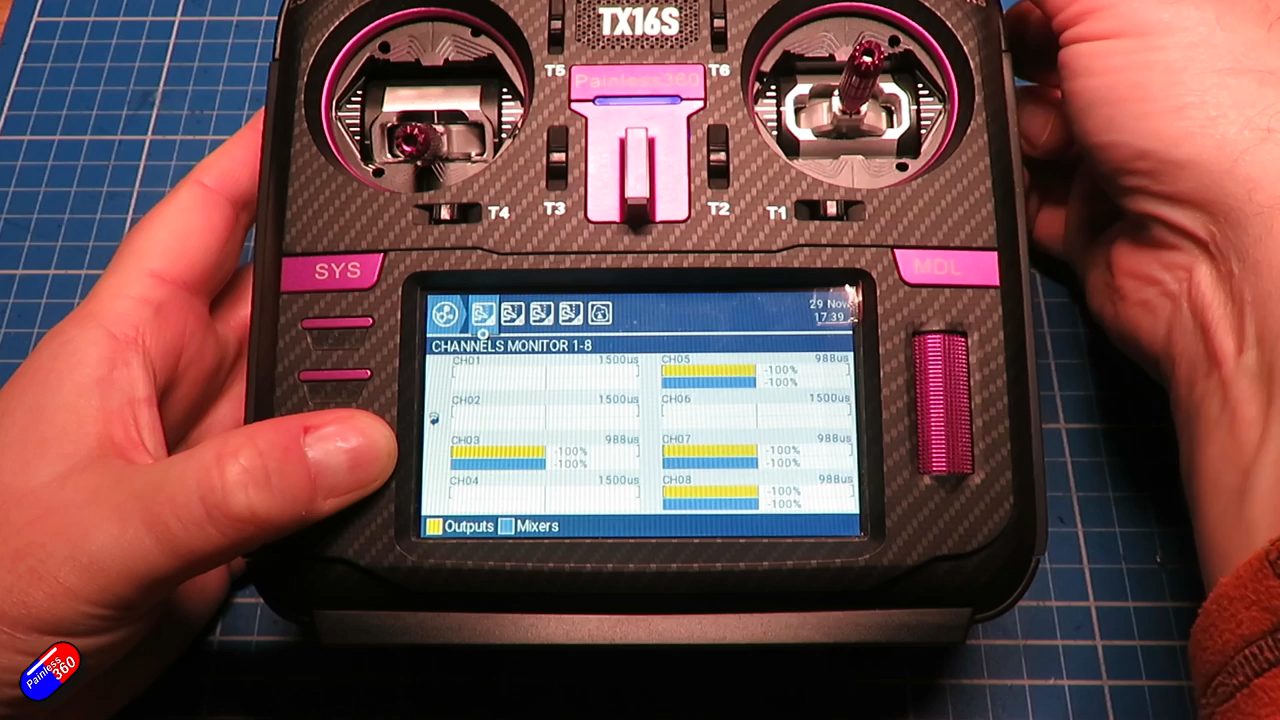 TX16S
T5
Painless360
T6
T4
T3
T2
T1
SYS
MDL
29 Nov
17:39
CHANNELS MONITOR 1-8
CH01 1500us
CH05 988us
-100%
-100%
CH02 1500us
CH06 1500us
CH03 988us
-100%
-100%
CH07 988us
-100%
-100%
CH04 1500us
CH08 988us
-100%
-100%
Outputs Mixers
Painless
360